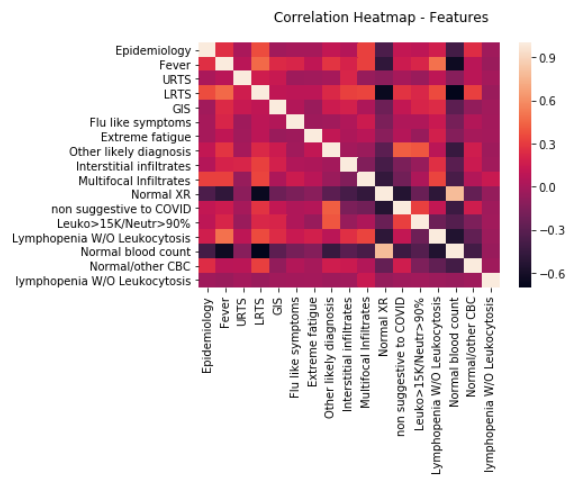 Correlation Heatmap - Features
Epidemiology
Fever
URTS
LRTS
GIS
Flu like symptoms
Extreme fatigue
Other likely diagnosis
Interstitial infiltrates
Multifocal Infiltrates
Normal XR
non suggestive to COVID
Leuko>15K/Neutr>90%
Lymphopenia W/O Leukocytosis
Normal blood count
Normal/other CBC
lymphopenia W/O Leukocytosis
Epidemiology
Fever
URTS
LRTS
GIS
Flu like symptoms
Extreme fatigue
Other likely diagnosis
Interstitial infiltrates
Multifocal Infiltrates
Normal XR
non suggestive to COVID
Leuko>15K/Neutr>90%
Lymphopenia W/O Leukocytosis
Normal blood count
Normal/other CBC
lymphopenia W/O Leukocytosis
0.9
0.6
0.3
0.0
−0.3
−0.6